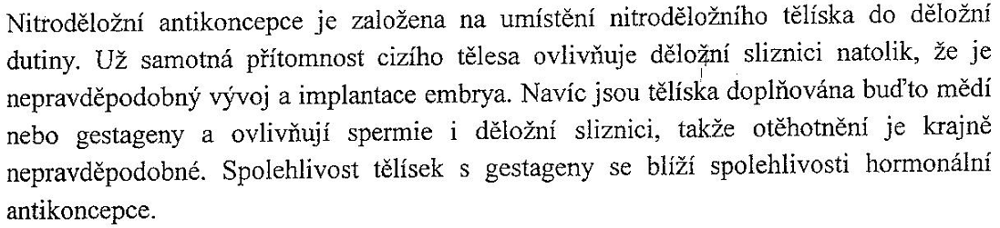 Nitroděložní antikoncepce je založena na umístění nitroděložního tělíska do děložní
dutiny. Už samotná přítomnost cizího tělesa ovlivňuje děložní sliznici natolik, že je
nepravděpodobný vývoj a implantace embrya. Navíc jsou tělíska doplňována buďto mědí
nebo gestageny a ovlivňují spermie i děložní sliznici, takže otěhotnění je krajně
nepravděpodobné. Spolehlivost tělísek s gestageny se blíží spolehlivosti hormonální
antikoncepce.